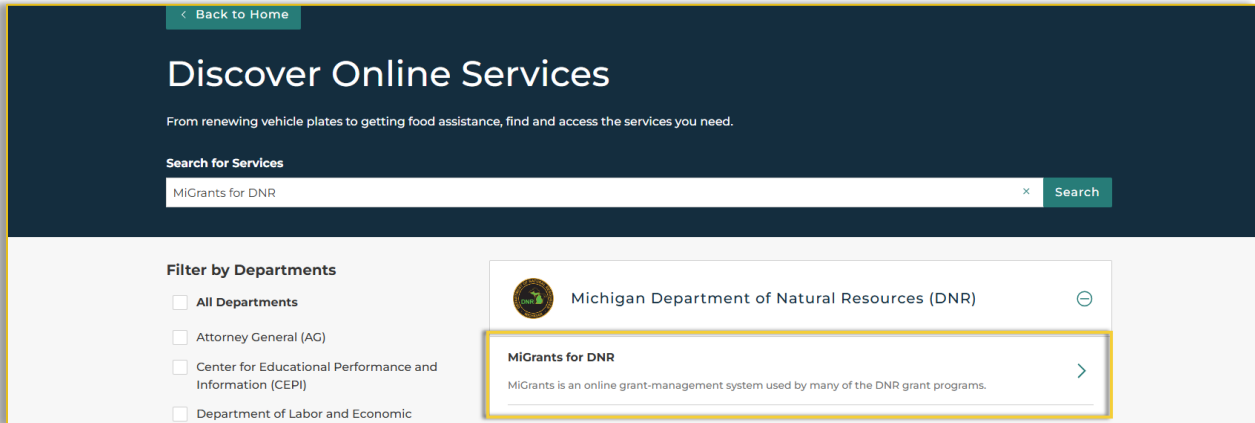 < Back to Home
Discover Online Services
From renewing vehicle plates to getting food assistance, find and access the services you need.
Search for Services
MiGrants for DNR × Search
Filter by Departments
All Departments
Attorney General (AG)
Center for Educational Performance and
Information (CEPI)
Department of Labor and Economic
DNR
Michigan Department of Natural Resources (DNR)
MiGrants for DNR
MiGrants is an online grant-management system used by many of the DNR grant programs.